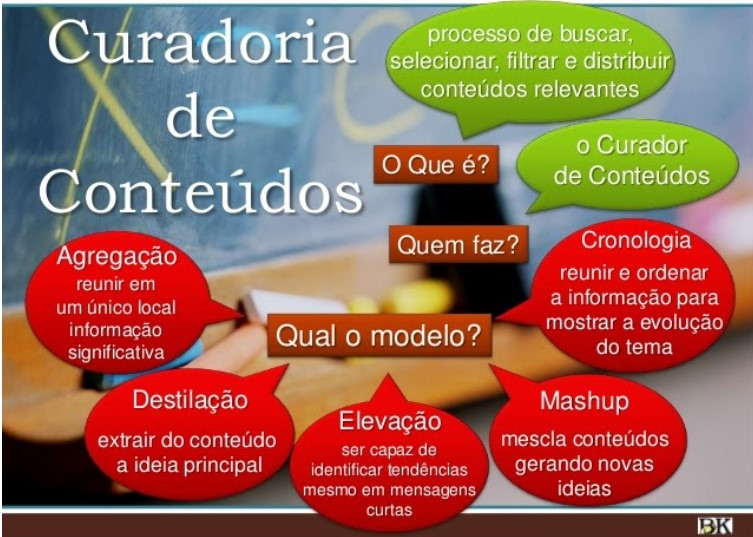 Curadoria
de
Conteúdos
processo de buscar,
selecionar, filtrar e distribuir
conteúdos relevantes
O Que é?
o Curador
de Conteúdos
Quem faz?
Agregação
reunir em
um único local
informação
significativa
Qual o modelo?
Cronologia
reunir e ordenar
a informação para
mostrar a evolução
do tema
Destilação
extrair do conteúdo
a ideia principal
Elevação
ser capaz de
identificar tendências
mesmo em mensagens
curtas
Mashup
mescla conteúdos
gerando novas
ideias
BK